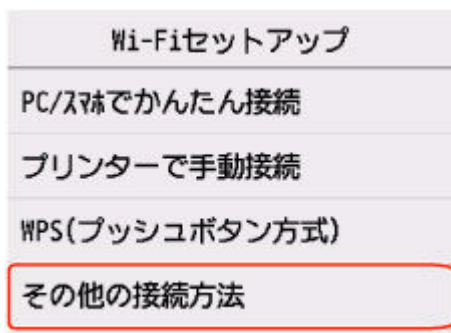 Wi-Fiセットアップ
PC/ｽﾏﾎでかんたん接続
プリンターで手動接続
WPS(プッシュボタン方式)
その他の接続方法